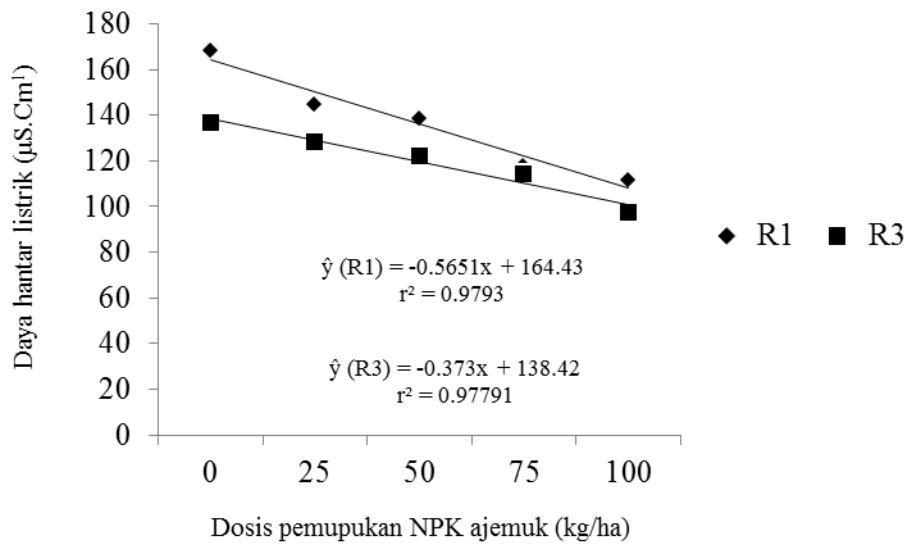 180
160
140
120
100
80
60
40
20
0
Daya hantar listrik (µS.Cm¹)
ŷ (R1) = -0.5651x + 164.43
r² = 0.9793
ŷ (R3) = -0.373x + 138.42
r² = 0.97791
R1 R3
0 25 50 75 100
Dosis pemupukan NPK ajemuk (kg/ha)